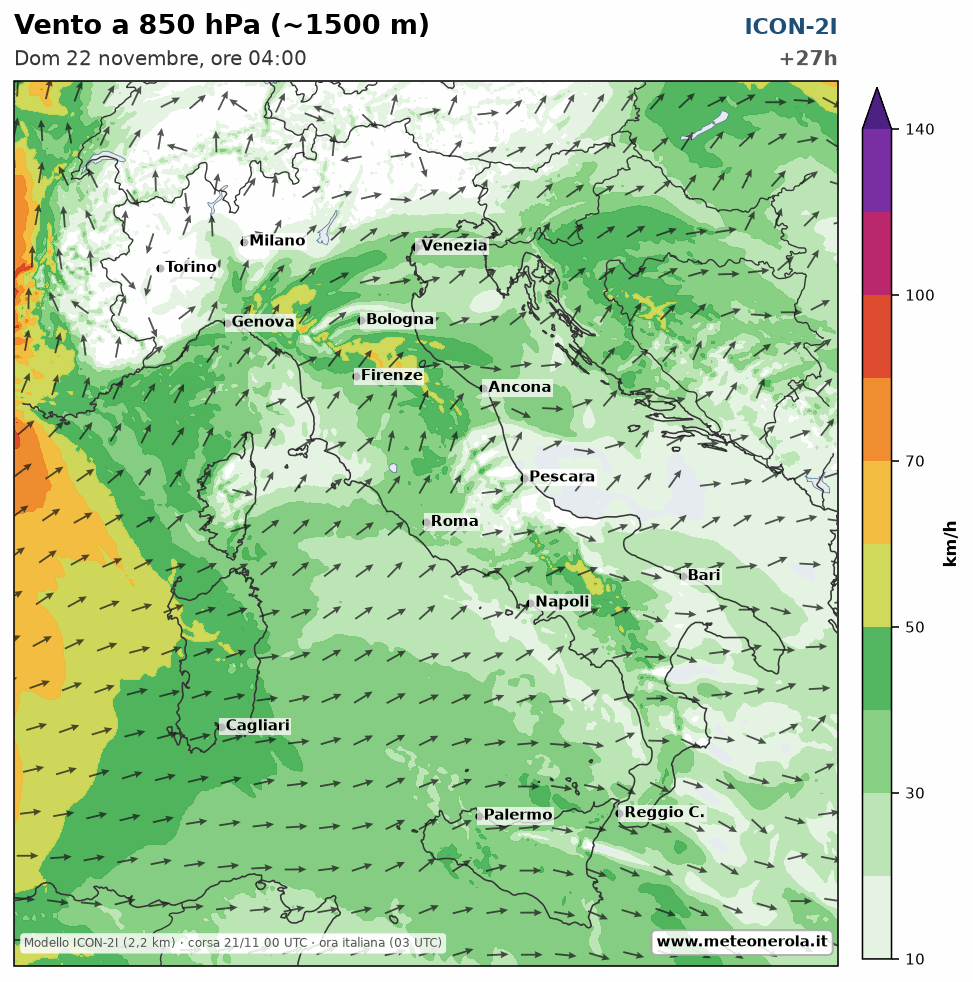 Vento a 850 hPa (~1500 m)
ICON-2I
Dom 22 novembre, ore 04:00
+27h
140
100
70
50
30
10
km/h
Milano
Venezia
Torino
Genova
Bologna
Firenze
Ancona
Pescara
Roma
Bari
Napoli
Cagliari
Palermo
Reggio C.
Modello ICON-2I (2,2 km) · corsa 21/11 00 UTC · ora italiana (03 UTC)
www.meteonerola.it